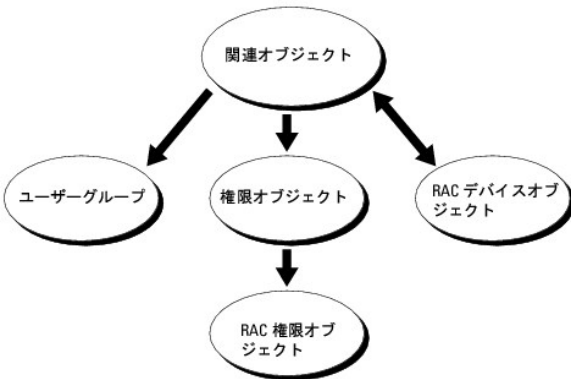 関連オブジェクト
ユーザーグループ
権限オブジェクト
RAC デバイスオブ
ジェクト
RAC 権限オブ
ジェクト